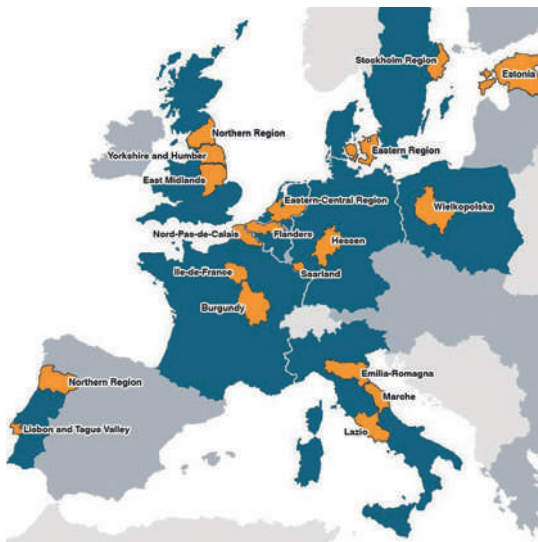 Stockholm Region
Estonia
Northern Region
Yorkshire and Humber
Eastern Region
East Midlands
Eastern-Central Region
Wielkopolska
Nord-Pas-de-Calais
Flanders
Hessen
Ile-de-France
Saarland
Burgundy
Emilia-Romagna
Northern Region
Marche
Lisbon and Tagus Valley
Lazio